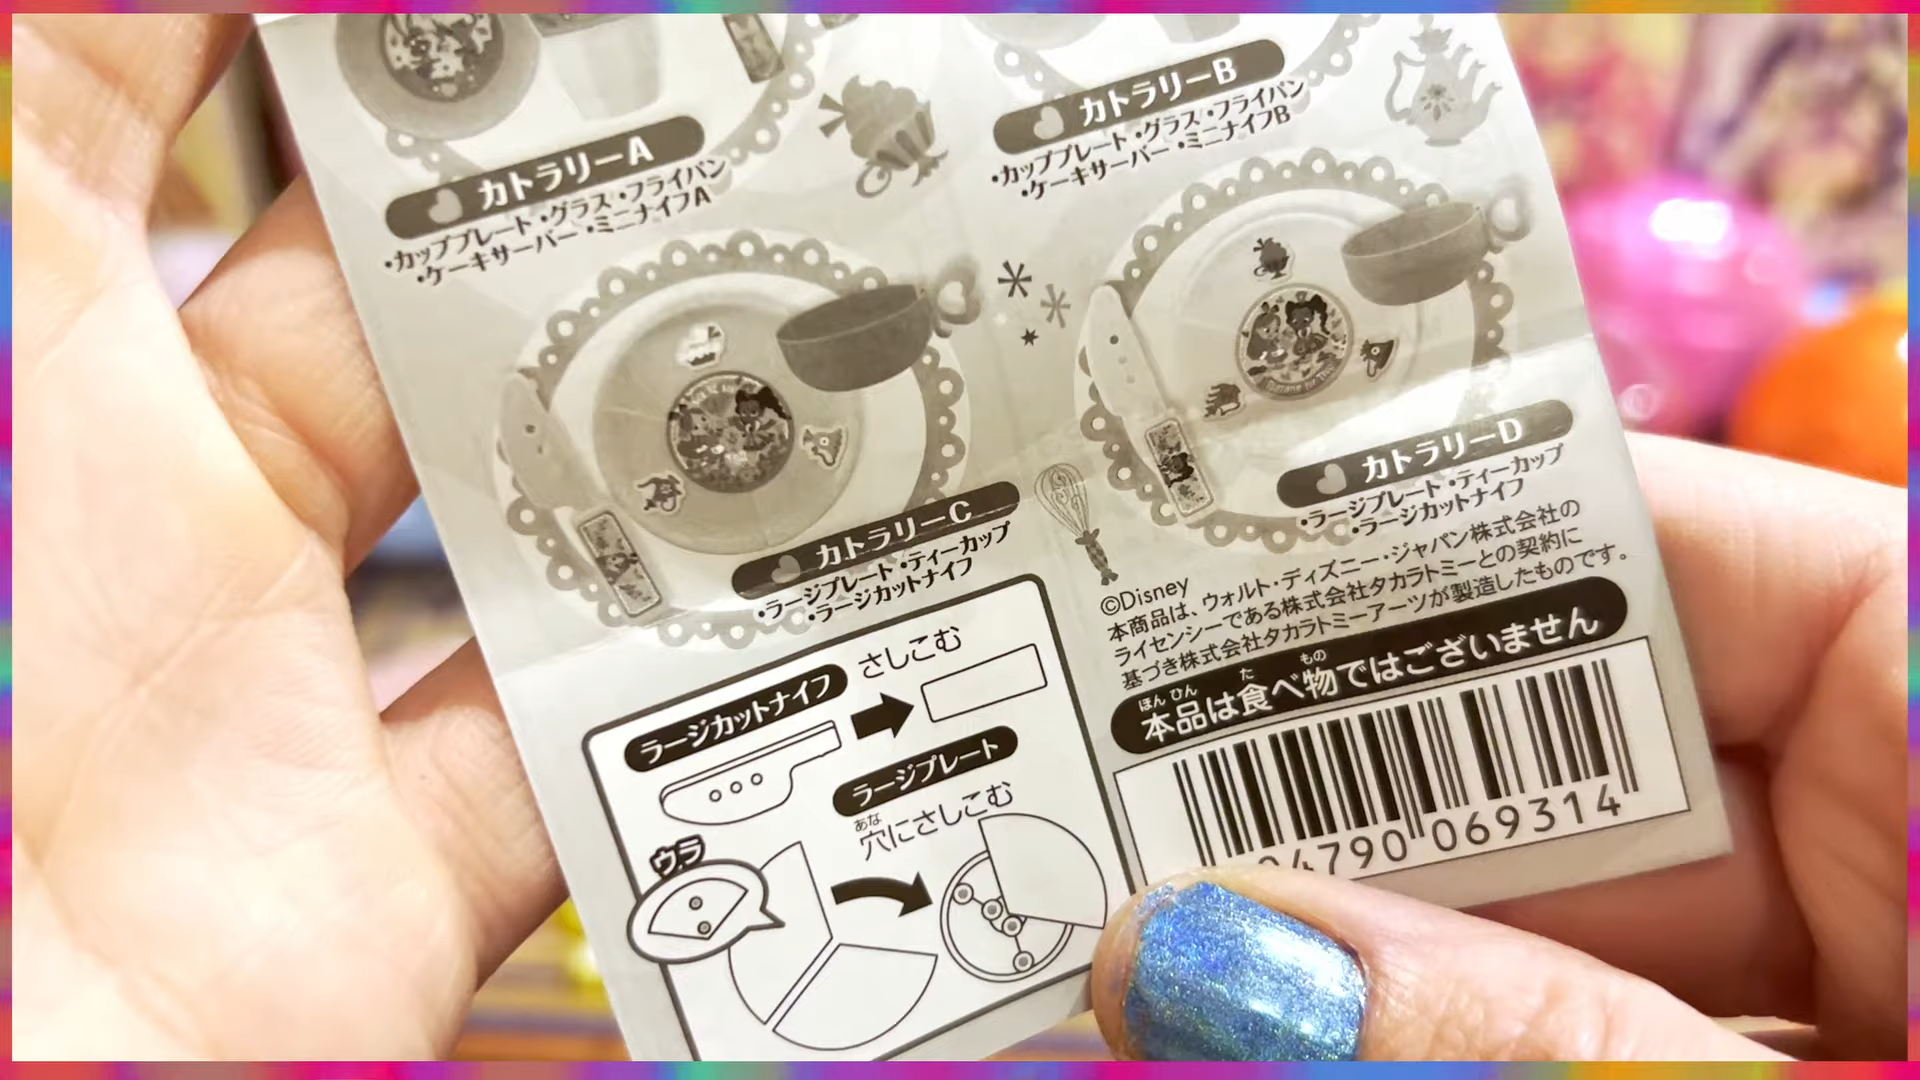 カトラリーA
・カッププレート ・グラス ・フライパン
・ケーキサーバー ・ミニナイフA
カトラリーB
・カッププレート ・グラス ・フライパン
・ケーキサーバー ・ミニナイフB
カトラリーC
・ラージプレート ・ティーカップ
・ラージカットナイフ
カトラリーD
・ラージプレート ・ティーカップ
・ラージカットナイフ
©Disney
本商品は、ウォルト・ディズニー・ジャパン株式会社の
ライセンシーである株式会社タカラトミーとの契約に
基づき株式会社タカラトミーアーツが製造したものです。
ほんひん た もの
本品は食べ物ではございません
4790 069314
ラージカットナイフ
さしこむ
ラージプレート
あな
穴にさしこむ
ウラ